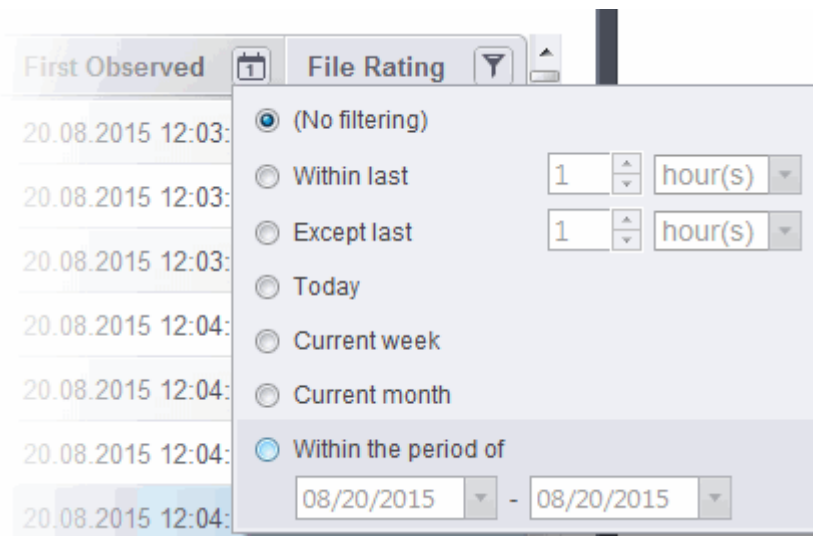 First Observed 1 File Rating
20.08.2015 12:03:
20.08.2015 12:03:
20.08.2015 12:03:
20.08.2015 12:04:
20.08.2015 12:04:
20.08.2015 12:04:
20.08.2015 12:04:
(No filtering)
Within last 1 hour(s)
Except last 1 hour(s)
Today
Current week
Current month
Within the period of
08/20/2015 - 08/20/2015